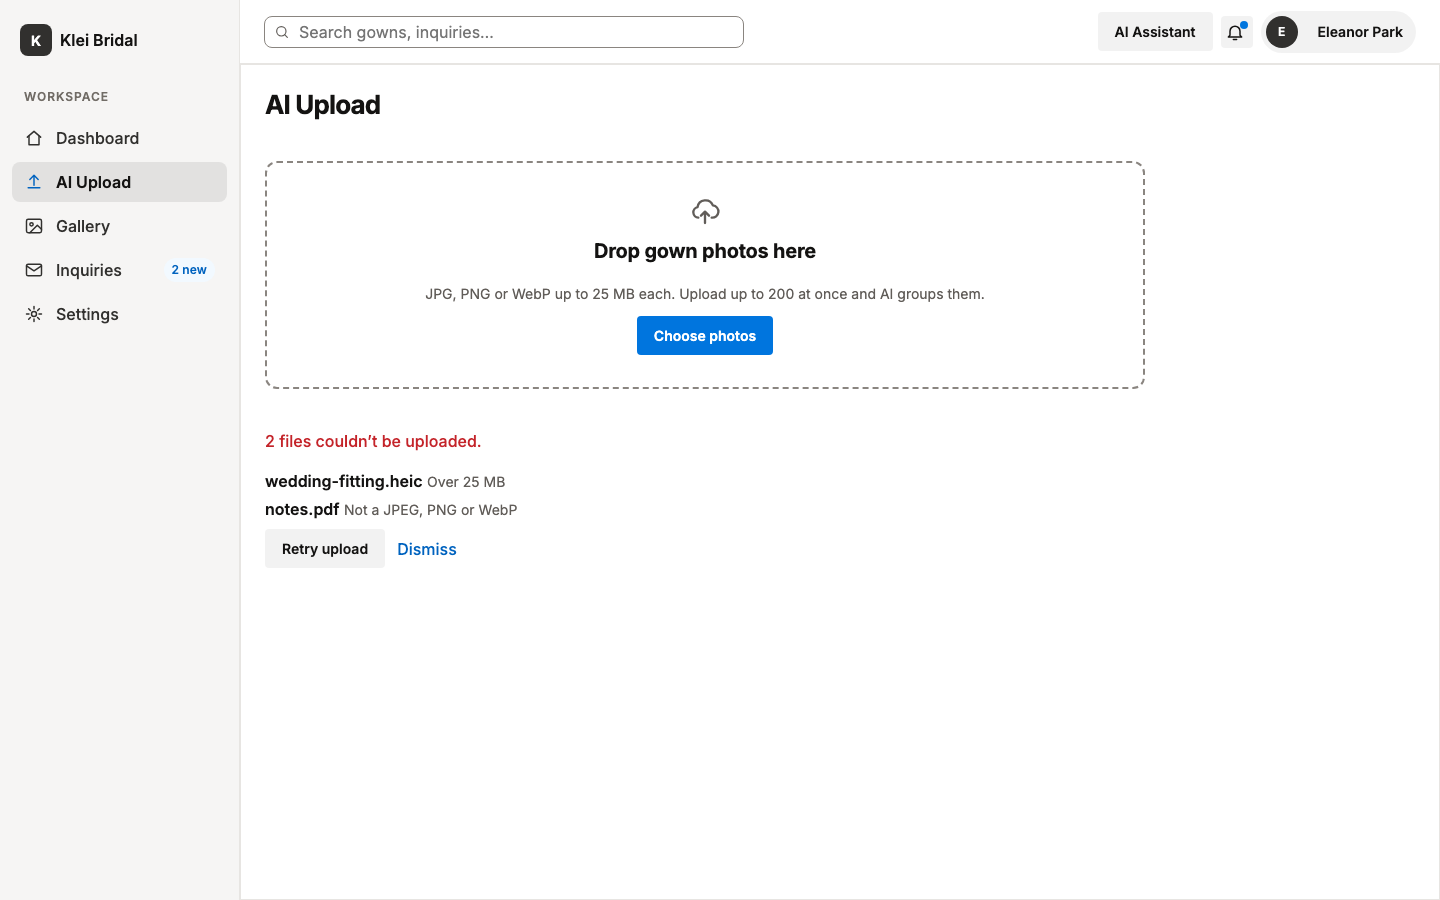 K
Klei Bridal
Search gowns, inquiries...
AI Assistant
E
Eleanor Park
WORKSPACE
Dashboard
AI Upload
Gallery
Inquiries
2 new
Settings
AI Upload
Drop gown photos here
JPG, PNG or WebP up to 25 MB each. Upload up to 200 at once and AI groups them.
Choose photos
2 files couldn’t be uploaded.
wedding-fitting.heic Over 25 MB
notes.pdf Not a JPEG, PNG or WebP
Retry upload
Dismiss